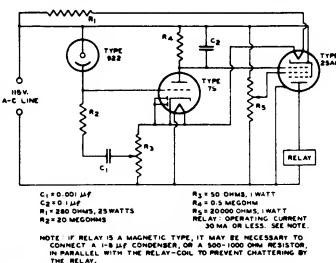 R₁
TYPE
922
R₄
C₂
TYPE
25A
TYPE
75
115V.
A-C LINE
R₂
C₁
R₃
R₅
RELAY
C₁ = 0.001 μf
C₂ = 0.1 μf
R₁ = 280 OHMS, 25 WATTS
R₂ = 20 MEGOHMS
R₃ = 50 OHMS, 1 WATT
R₄ = 0.5 MEGOHM
R₅ = 20000 OHMS, 1 WATT
RELAY: OPERATING CURRENT
30 MA OR LESS. SEE NOTE.
NOTE: IF RELAY IS A MAGNETIC TYPE, IT MAY BE NECESSARY TO
CONNECT A 1-8 μf CONDENSER, OR A 500-1000 OHM RESISTOR,
IN PARALLEL WITH THE RELAY-COIL TO PREVENT CHATTERING BY
THE RELAY.